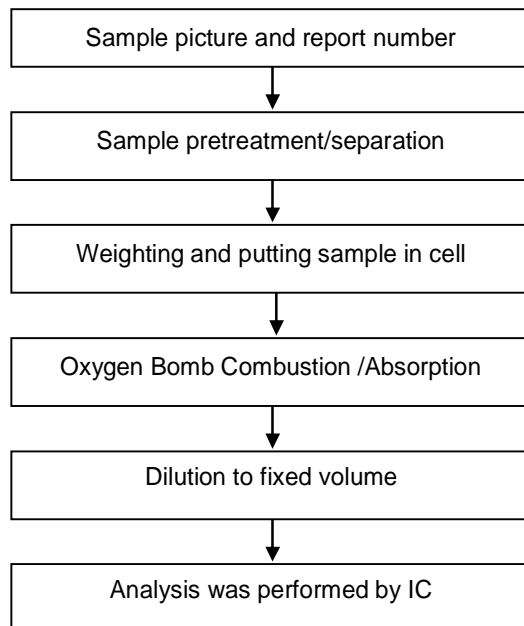 Sample picture and report number
Sample pretreatment/separation
Weighting and putting sample in cell
Oxygen Bomb Combustion /Absorption
Dilution to fixed volume
Analysis was performed by IC